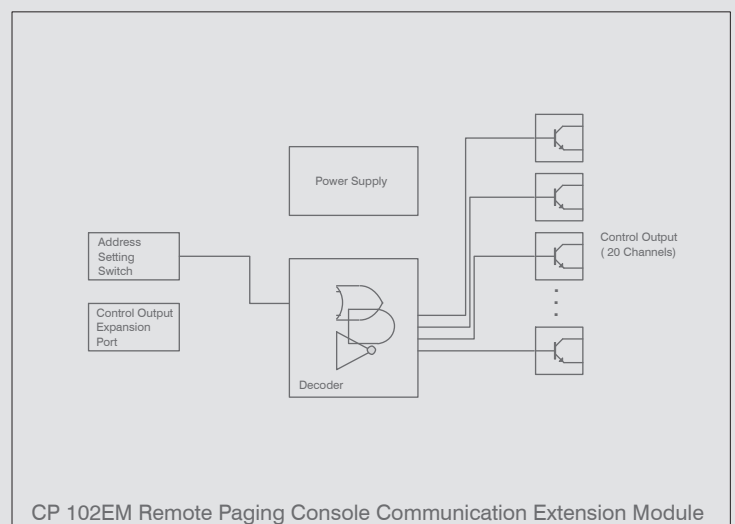 Power Supply
Address
Setting
Switch
Control Output
( 20 Channels)
Control Output
Expansion
Port
Decoder
CP 102EM Remote Paging Console Communication Extension Module